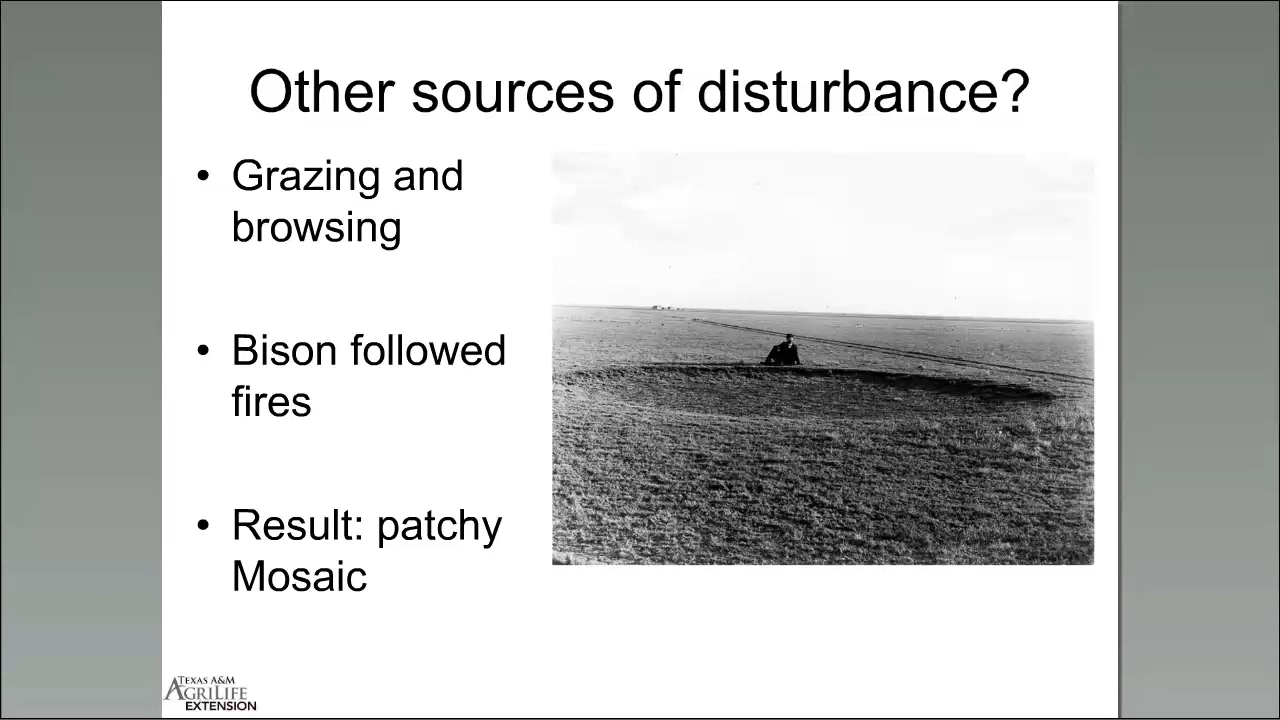 Other sources of disturbance?
• Grazing and
browsing
• Bison followed
fires
• Result: patchy
Mosaic
TEXAS A&M
AGRILIFE
EXTENSION